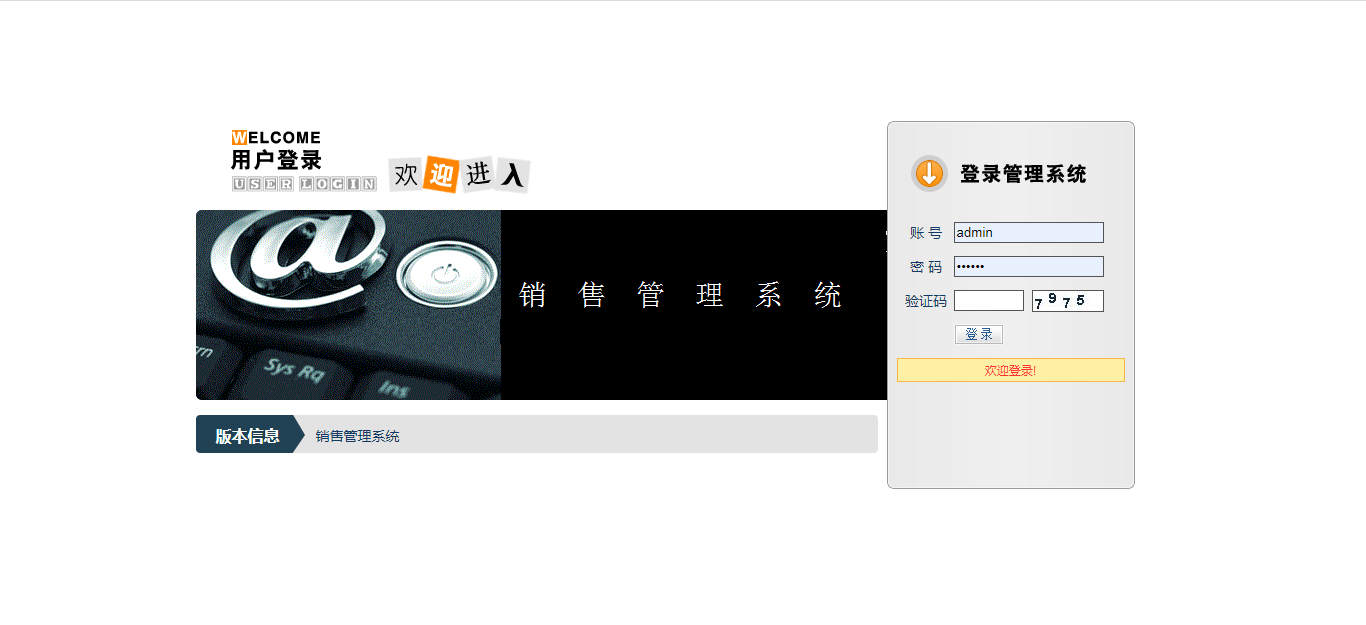 WELCOME
用户登录
USER LOGIN
欢迎进入
登录管理系统
账 号 admin
密 码 ••••••
验证码 7975
登 录
欢迎登录!
rn
Sys Rq
Ins
销售管理系统
版本信息 销售管理系统